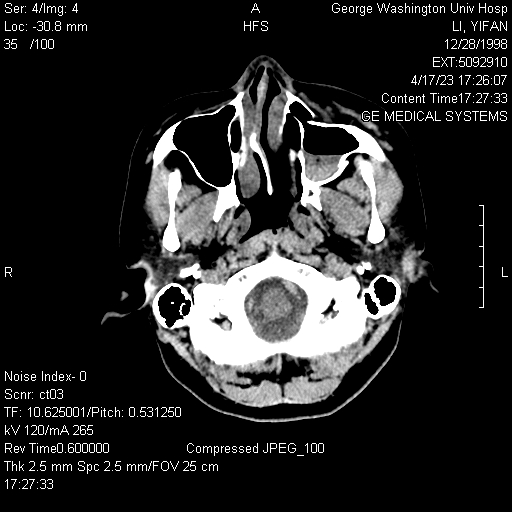 Ser: 4/Img: 4
Loc: -30.8 mm
35 /100
A
HFS
George Washington Univ Hosp
LI, YIFAN
12/28/1998
EXT:5092910
4/17/23 17:26:07
Content Time17:27:33
GE MEDICAL SYSTEMS
R
L
Noise Index- 0
Scnr: ct03
TF: 10.625001/Pitch: 0.531250
kV 120/mA 265
Rev Time0.600000
Compressed JPEG_100
Thk 2.5 mm Spc 2.5 mm/FOV 25 cm
17:27:33